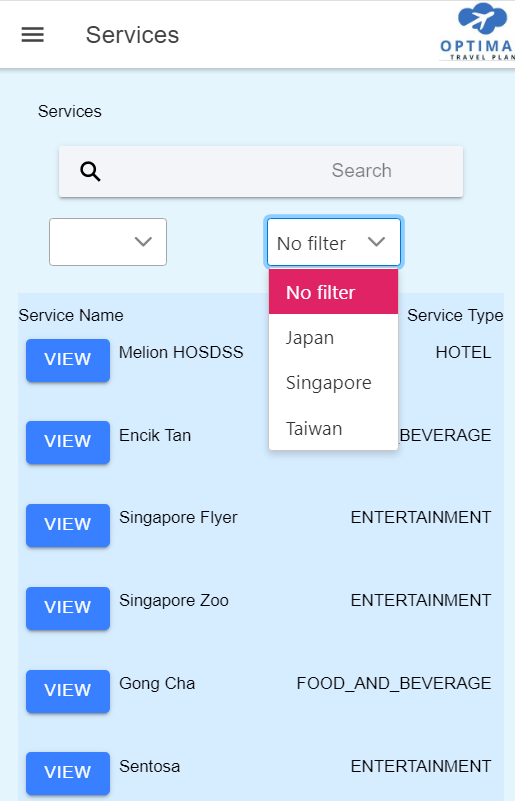 Services
OPTIMA
TRAVEL PLAN
Services
Search
No filter
No filter
Japan
Singapore
Taiwan
Service Name
Service Type
VIEW
Melion HOSDSS
HOTEL
VIEW
Encik Tan
BEVERAGE
VIEW
Singapore Flyer
ENTERTAINMENT
VIEW
Singapore Zoo
ENTERTAINMENT
VIEW
Gong Cha
FOOD_AND_BEVERAGE
VIEW
Sentosa
ENTERTAINMENT